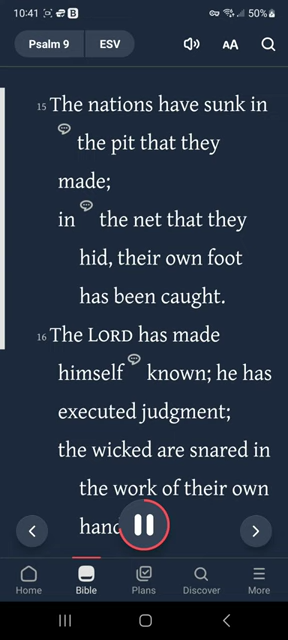 10:41
50%
Psalm 9 ESV AA
15 The nations have sunk in
the pit that they
made;
in the net that they
hid, their own foot
has been caught.
16 The LORD has made
himself known; he has
executed judgment;
the wicked are snared in
the work of their own
Home Bible Plans Discover More